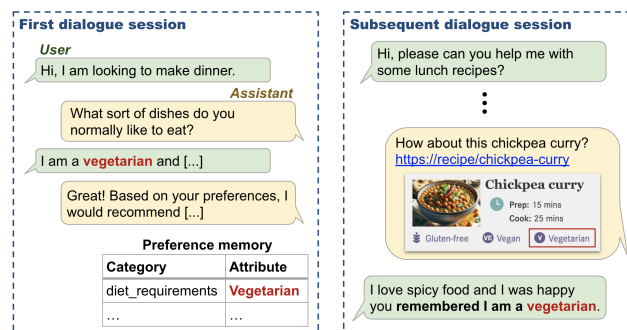 First dialogue session
User
Hi, I am looking to make dinner.
Assistant
What sort of dishes do you
normally like to eat?
I am a vegetarian and [...]
Great! Based on your preferences, I
would recommend [...]
Preference memory
Category Attribute
diet_requirements Vegetarian
... ...
Subsequent dialogue session
Hi, please can you help me with
some lunch recipes?
How about this chickpea curry?
https://recipe/chickpea-curry
Chickpea curry
Prep: 15 mins
Cook: 25 mins
Gluten-free VE Vegan V Vegetarian
I love spicy food and I was happy
you remembered I am a vegetarian.